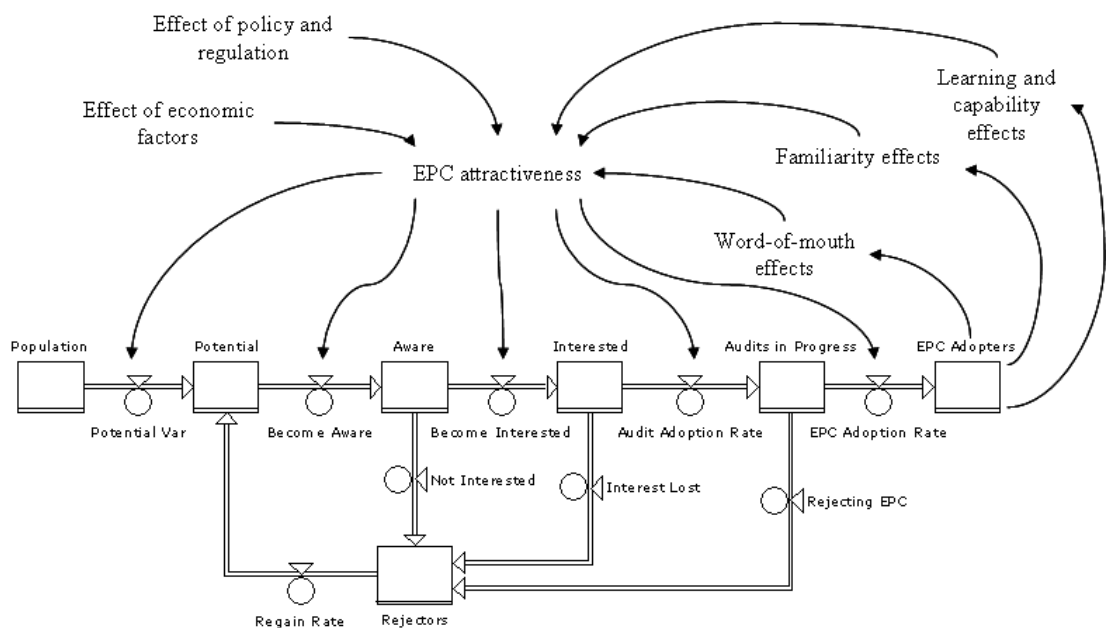 Effect of policy and
regulation
Learning and
capability
effects
Effect of economic
factors
Familiarity effects
EPC attractiveness
Word-of-mouth
effects
Population
Potential
Aware
Interested
Audits in Progress
EPC Adopters
Potential Var
Become Aware
Become Interested
Audit Adoption Rate
EPC Adoption Rate
Not Interested
Interest Lost
Rejecting EPC
Regain Rate
Rejectors